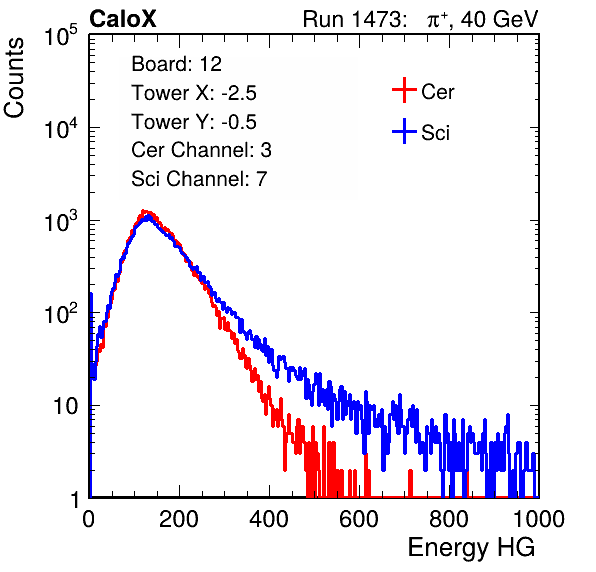 CaloX Run 1473: π⁺, 40 GeV
Board: 12
Tower X: -2.5
Tower Y: -0.5
Cer Channel: 3
Sci Channel: 7
Cer
Sci
Counts
10⁵
10⁴
10³
10²
10
1
0 200 400 600 800 1000
Energy HG